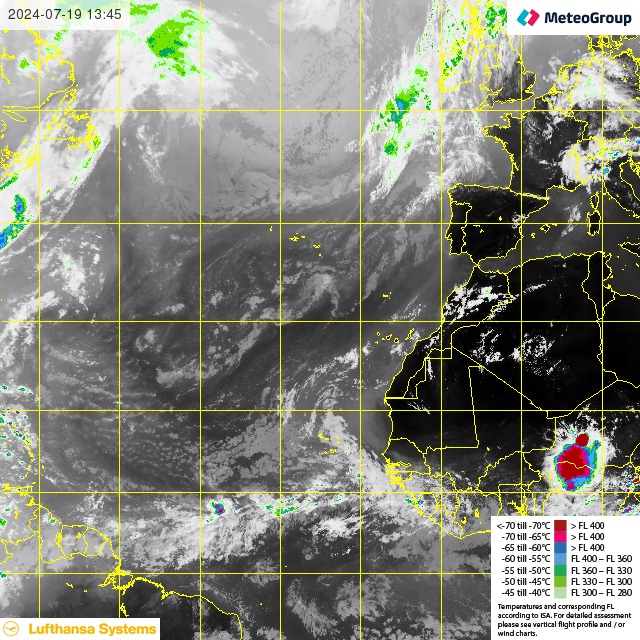 2024-07-19 13:45
MeteoGroup
<-70 till -70°C > FL 400
-70 till -65°C > FL 400
-65 till -60°C > FL 400
-60 till -55°C FL 400 – FL 360
-55 till -50°C FL 360 – FL 330
-50 till -45°C FL 330 – FL 300
-45 till -40°C FL 300 – FL 280
Temperatures and corresponding FL
according to ISA. For detailed assessment
please see vertical flight profile and / or
wind charts.
Lufthansa Systems